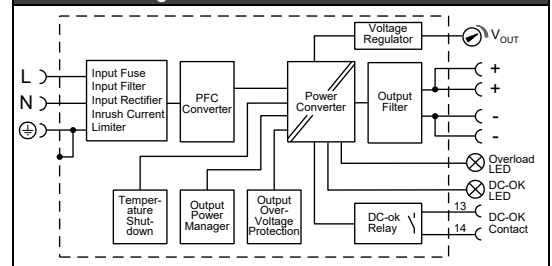 Voltage
Regulator
VOUT
L
N
Input Fuse
Input Filter
Input Rectifier
Inrush Current
Limiter
PFC
Converter
Power
Converter
Output
Filter
+
+
-
-
Overload
LED
DC-OK
LED
Temper-
ature
Shut-
down
Output
Power
Manager
Output
Over-
Voltage
Protection
DC-ok
Relay
13
14
DC-OK
Contact